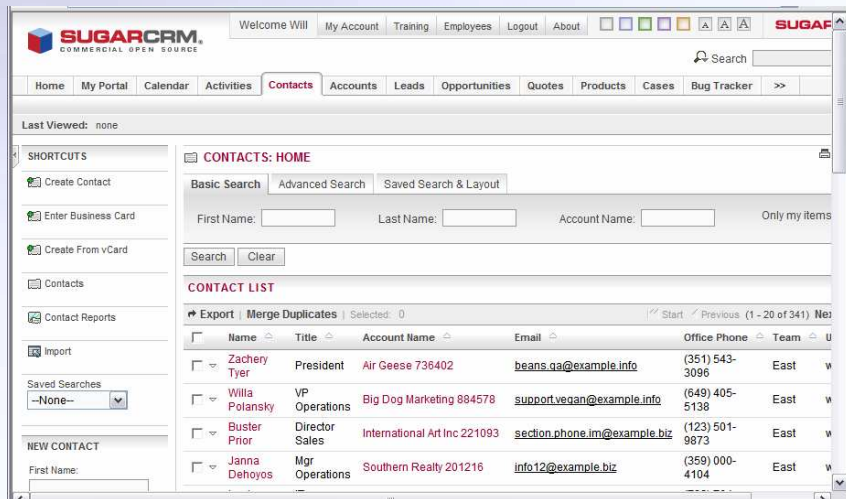 Welcome Will My Account Training Employees Logout About A A A SUGAR
SUGARCRM.
COMMERCIAL OPEN SOURCE
Search
Home My Portal Calendar Activities Contacts Accounts Leads Opportunities Quotes Products Cases Bug Tracker >>
Last Viewed: none
SHORTCUTS
Create Contact
Enter Business Card
Create From vCard
Contacts
Contact Reports
Import
Saved Searches
--None--
NEW CONTACT
First Name:
CONTACTS: HOME
Basic Search Advanced Search Saved Search & Layout
First Name: Last Name: Account Name: Only my items
Search Clear
CONTACT LIST
Export | Merge Duplicates | Selected: 0 Start Previous (1 - 20 of 341) Nex
Name Title Account Name Email Office Phone Team U
Zachery Tyer President Air Geese 736402 beans.qa@example.info (351) 543-3096 East w
Willa Polansky VP Operations Big Dog Marketing 884578 support.vegan@example.info (649) 405-5138 East w
Buster Prior Director Sales International Art Inc 221093 section.phone.im@example.biz (123) 501-9873 East w
Janna Dehoyos Mgr Operations Southern Realty 201216 info12@example.biz (359) 000-4104 East w